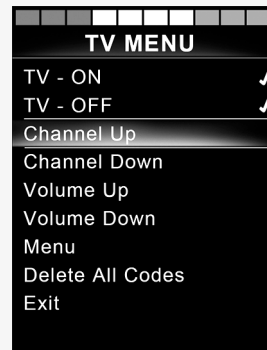 TV MENU
TV - ON
TV - OFF
Channel Up
Channel Down
Volume Up
Volume Down
Menu
Delete All Codes
Exit